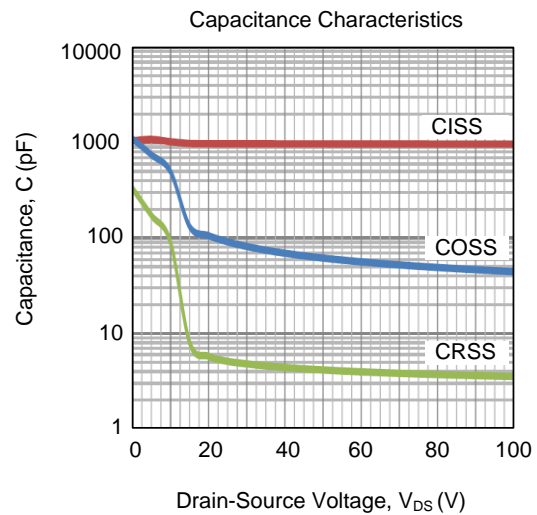 Capacitance Characteristics
10000
1000
100
10
1
Capacitance, C (pF)
CISS
COSS
CRSS
0 20 40 60 80 100
Drain-Source Voltage, VDS (V)